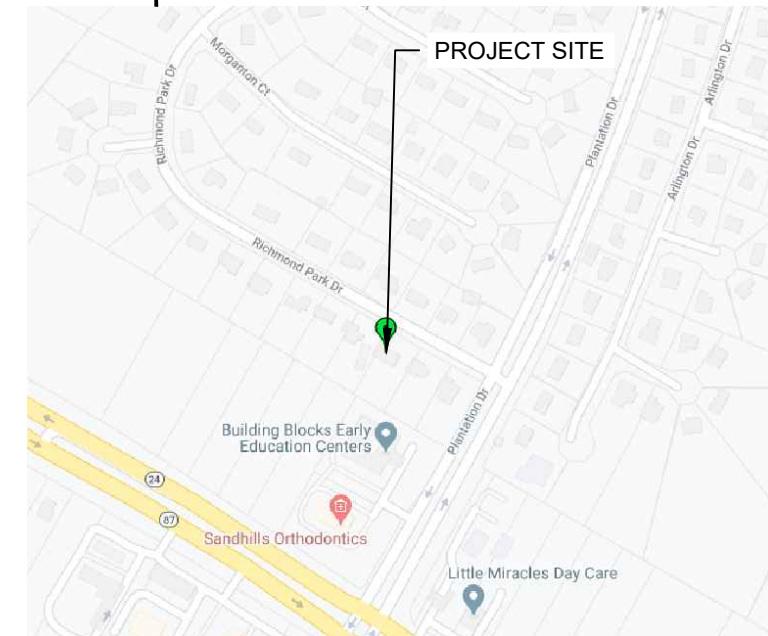 PROJECT SITE
Morganton Ct
Richmond Park Dr
Plantation Dr
Arlington Dr
Arlington Dr
Richmond Park Dr
Plantation Dr
Building Blocks Early
Education Centers
24
87
Sandhills Orthodontics
Little Miracles Day Care